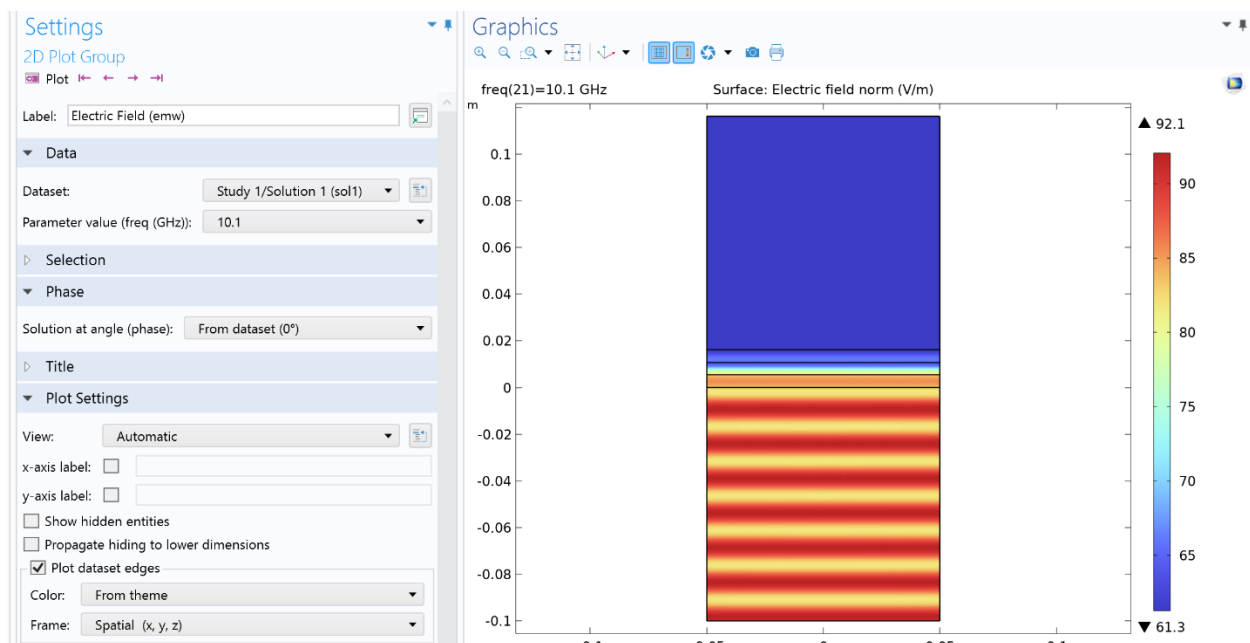 Settings
2D Plot Group
Plot
Label: Electric Field (emw)
Data
Dataset: Study 1/Solution 1 (sol1)
Parameter value (freq (GHz)): 10.1
Selection
Phase
Solution at angle (phase): From dataset (0°)
Title
Plot Settings
View: Automatic
x-axis label:
y-axis label:
Show hidden entities
Propagate hiding to lower dimensions
Plot dataset edges
Color: From theme
Frame: Spatial (x, y, z)
Graphics
freq(21)=10.1 GHz Surface: Electric field norm (V/m)
m
0.1
0.08
0.06
0.04
0.02
0
-0.02
-0.04
-0.06
-0.08
-0.1
▲ 92.1
90
85
80
75
70
65
▼ 61.3